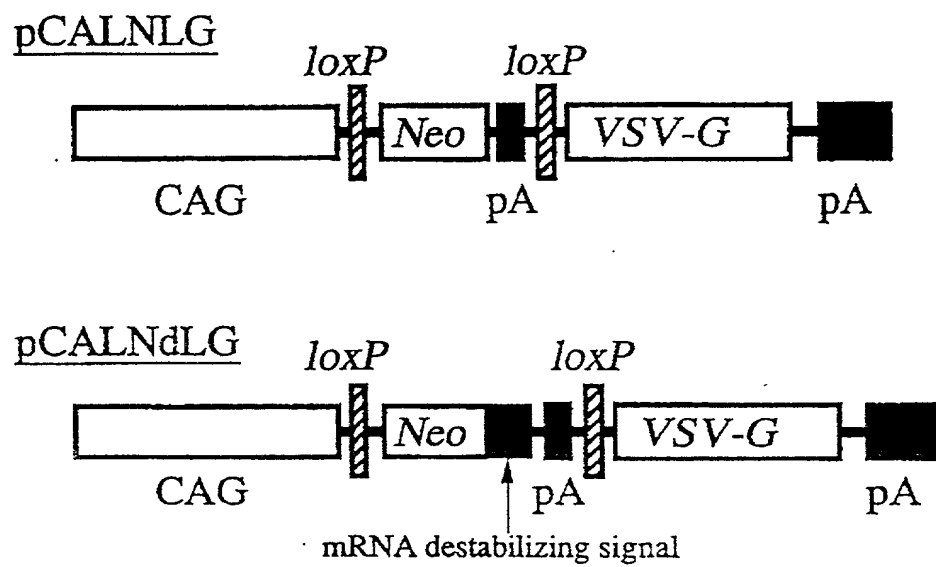 pCALNLG
loxP loxP
Neo VSV-G
CAG pA pA
pCALNdLG
loxP loxP
Neo VSV-G
CAG pA pA
mRNA destabilizing signal